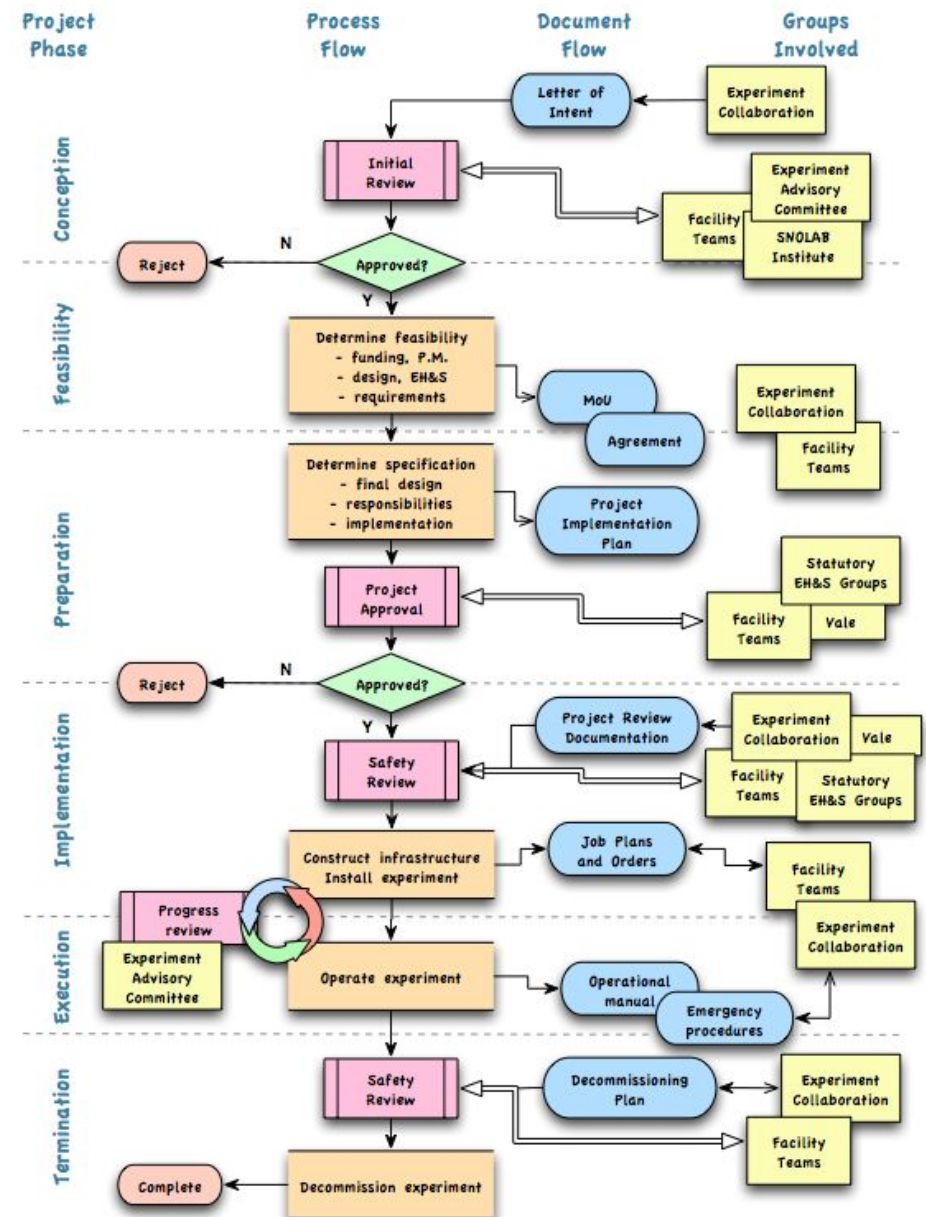 Project
Phase
Process
Flow
Document
Flow
Groups
Involved
Conception
Letter of
Intent
Experiment
Collaboration
Initial
Review
Experiment
Advisory
Committee
Facility
Teams
SNOLAB
Institute
Approved?
N
Reject
Y
Feasibility
Determine feasibility
- funding, P.M.
- design, EH&S
- requirements
MoU
Agreement
Experiment
Collaboration
Facility
Teams
Preparation
Determine specification
- final design
- responsibilities
- implementation
Project
Implementation
Plan
Project
Approval
Statutory
EH&S Groups
Facility
Teams
Vale
Approved?
N
Reject
Y
Implementation
Project Review
Documentation
Experiment
Collaboration
Vale
Safety
Review
Facility
Teams
Statutory
EH&S Groups
Construct infrastructure
Install experiment
Job Plans
and Orders
Facility
Teams
Progress
review
Experiment
Advisory
Committee
Experiment
Collaboration
Execution
Operate experiment
Operational
manual
Emergency
procedures
Termination
Safety
Review
Decommissioning
Plan
Experiment
Collaboration
Facility
Teams
Complete
Decommission experiment